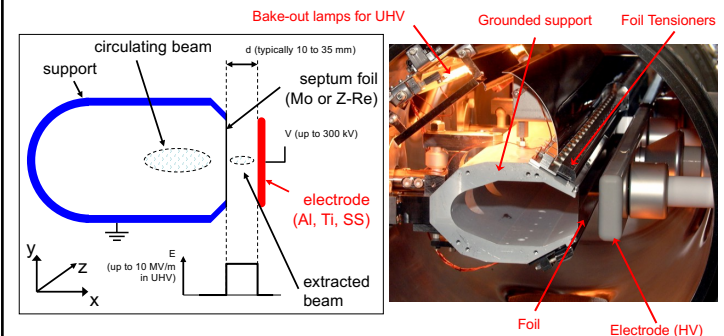 Bake-out lamps for UHV
Grounded support
Foil Tensioners
circulating beam
d (typically 10 to 35 mm)
support
septum foil
(Mo or Z-Re)
V (up to 300 kV)
electrode
(Al, Ti, SS)
y
z
x
E
(up to 10 MV/m
in UHV)
extracted
beam
Foil
Electrode (HV)